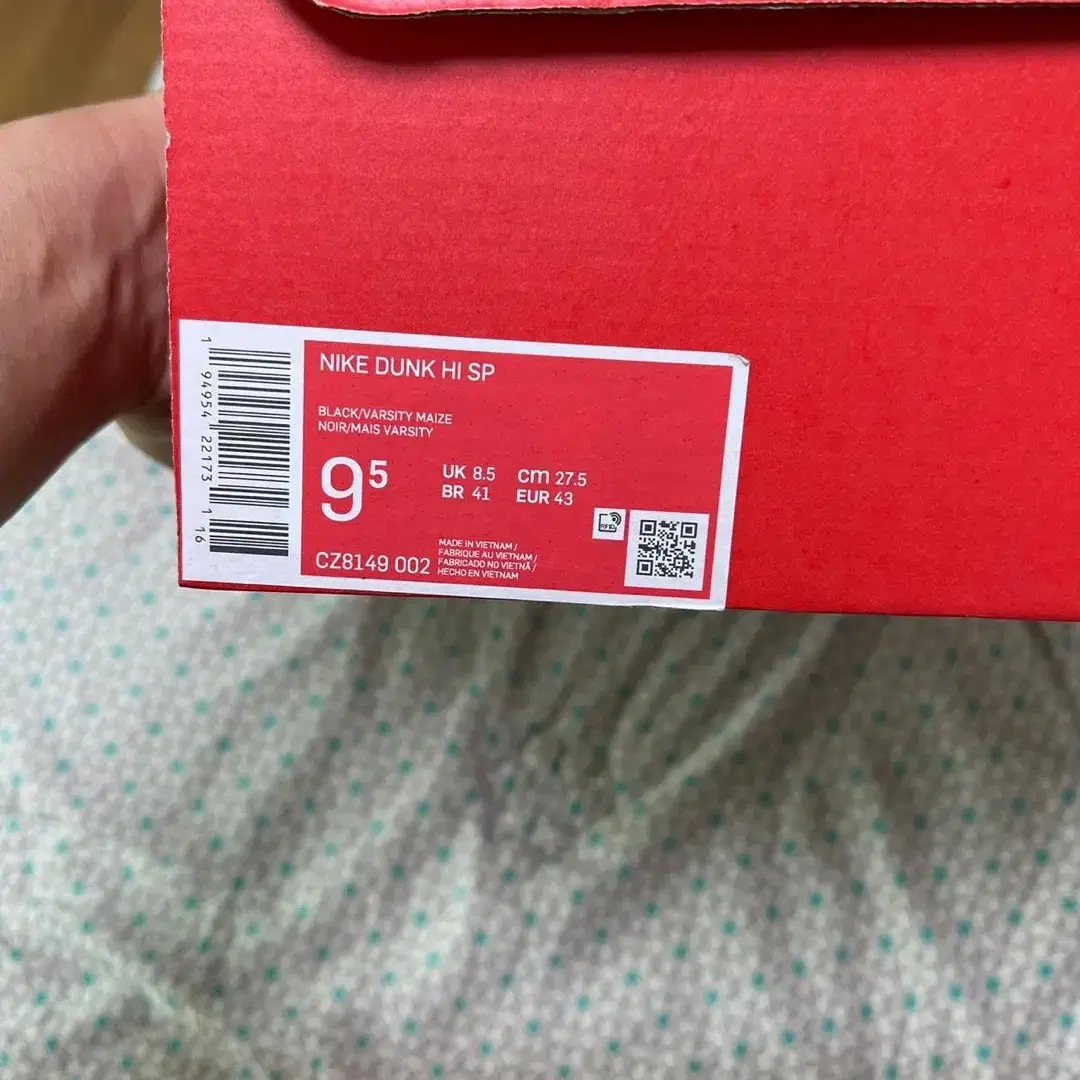 1 94954 22173 1 16
NIKE DUNK HI SP
BLACK/VARSITY MAIZE
NOIR/MAIS VARSITY
9⁵
UK 8.5 cm 27.5
BR 41 EUR 43
RFID
CZ8149 002
MADE IN VIETNAM /
FABRIQUE AU VIETNAM /
FABRICADO NO VIETNÃ /
HECHO EN VIETNAM